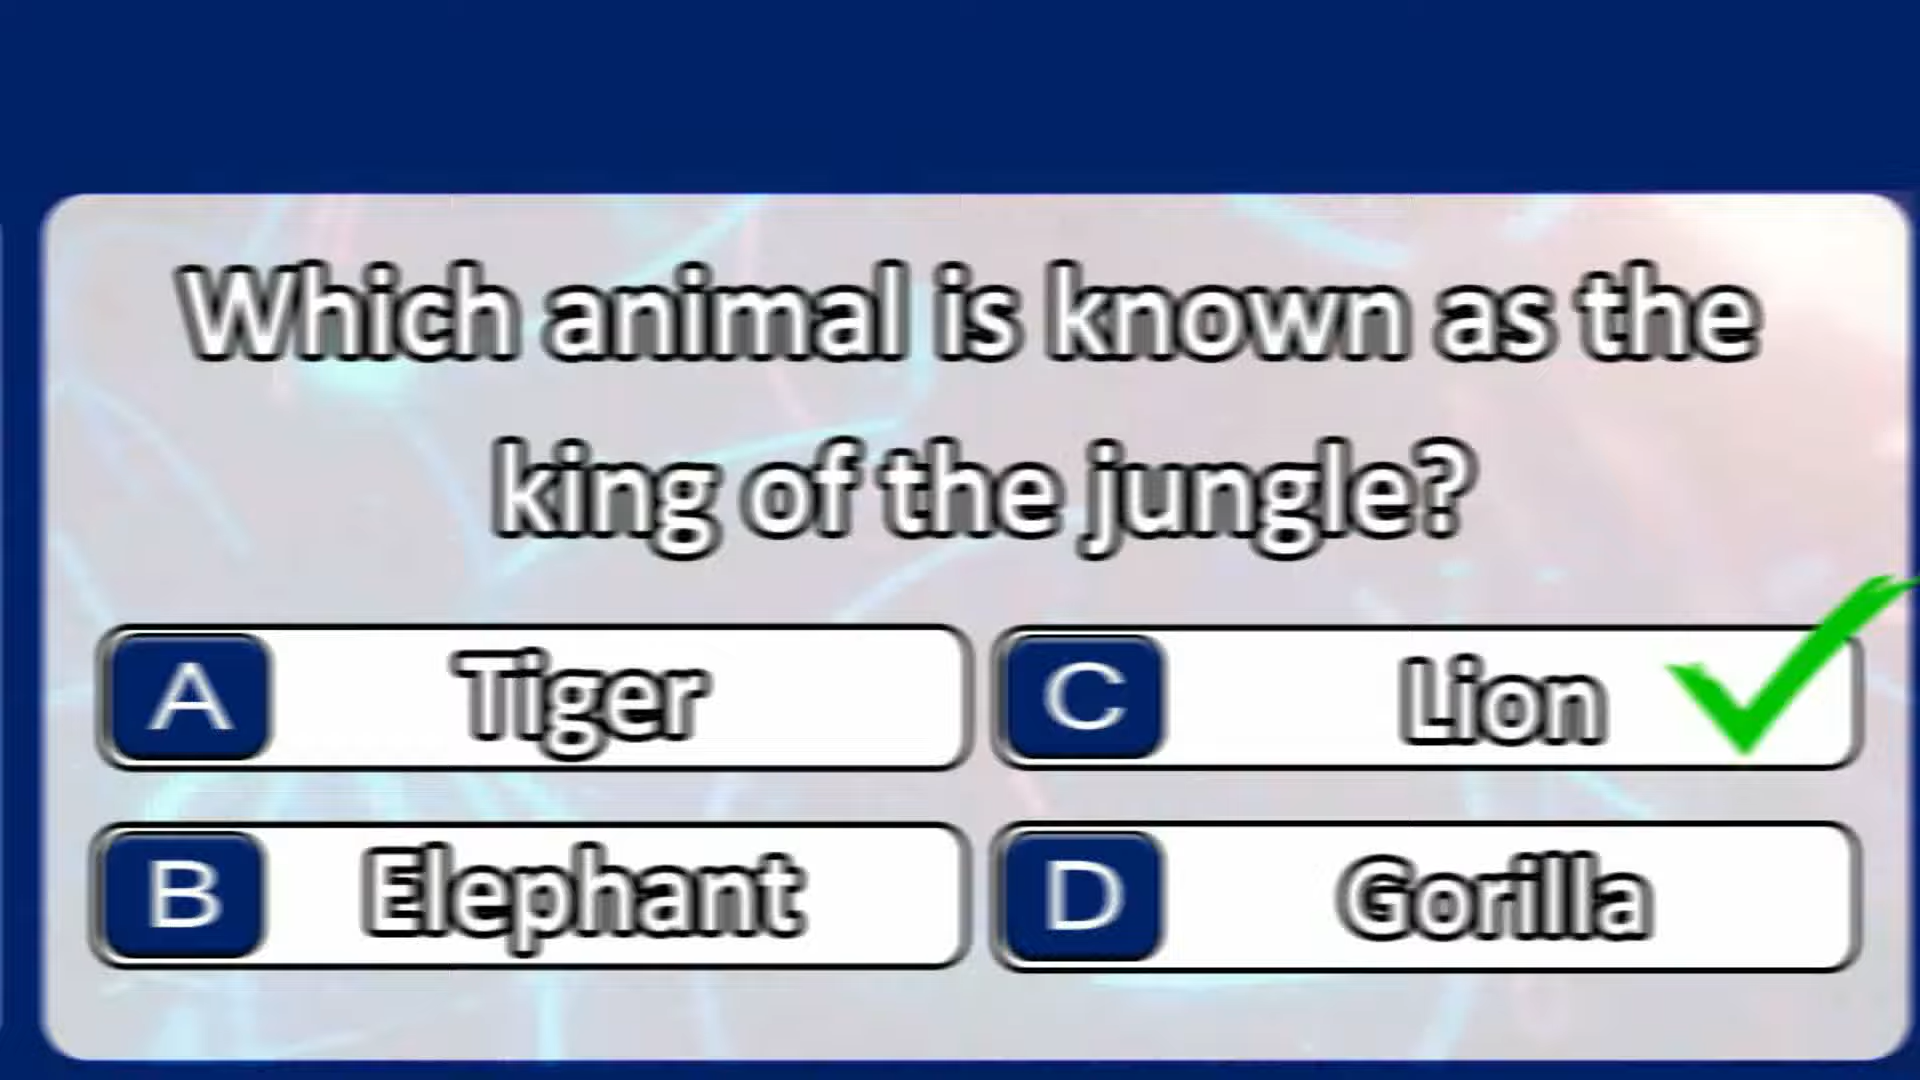 Which animal is known as the
king of the jungle?
A Tiger
C Lion
B Elephant
D Gorilla